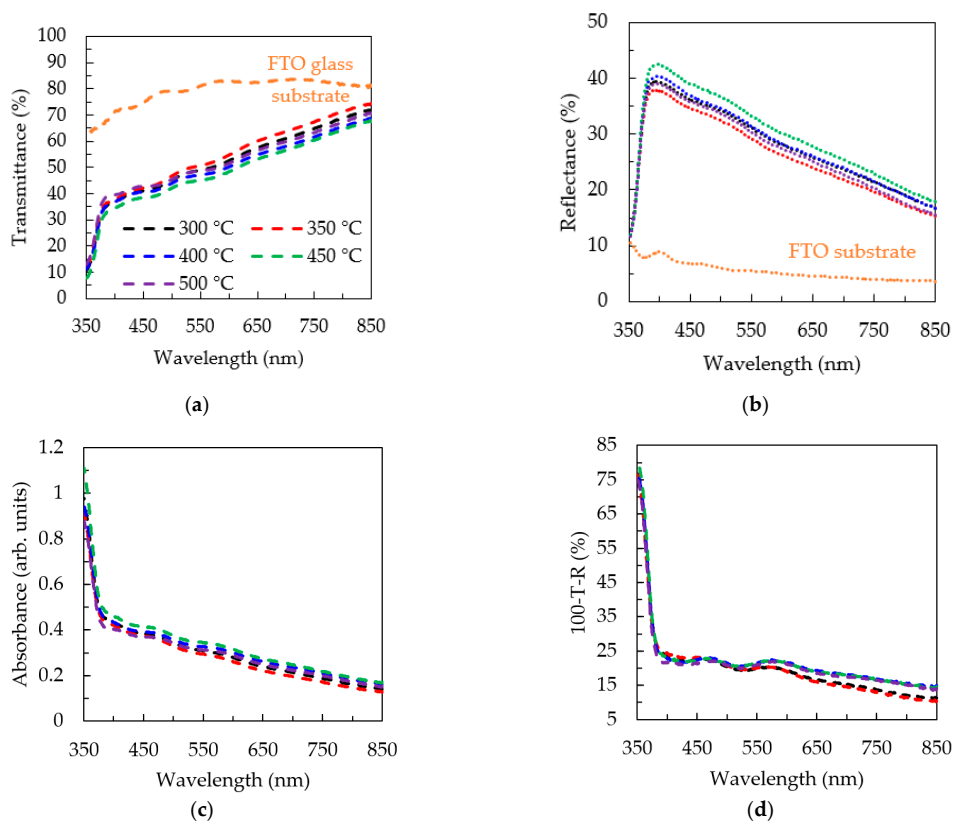 100
90
80
70
60
50
40
30
20
10
0
Transmittance (%)
FTO glass
substrate
300 °C
350 °C
400 °C
450 °C
500 °C
350 450 550 650 750 850
Wavelength (nm)
(a)
50
40
30
20
10
0
Reflectance (%)
FTO substrate
350 450 550 650 750 850
Wavelength (nm)
(b)
1.2
1
0.8
0.6
0.4
0.2
0
Absorbance (arb. units)
350 450 550 650 750 850
Wavelength (nm)
(c)
85
75
65
55
45
35
25
15
5
100-T-R (%)
350 450 550 650 750 850
Wavelength (nm)
(d)